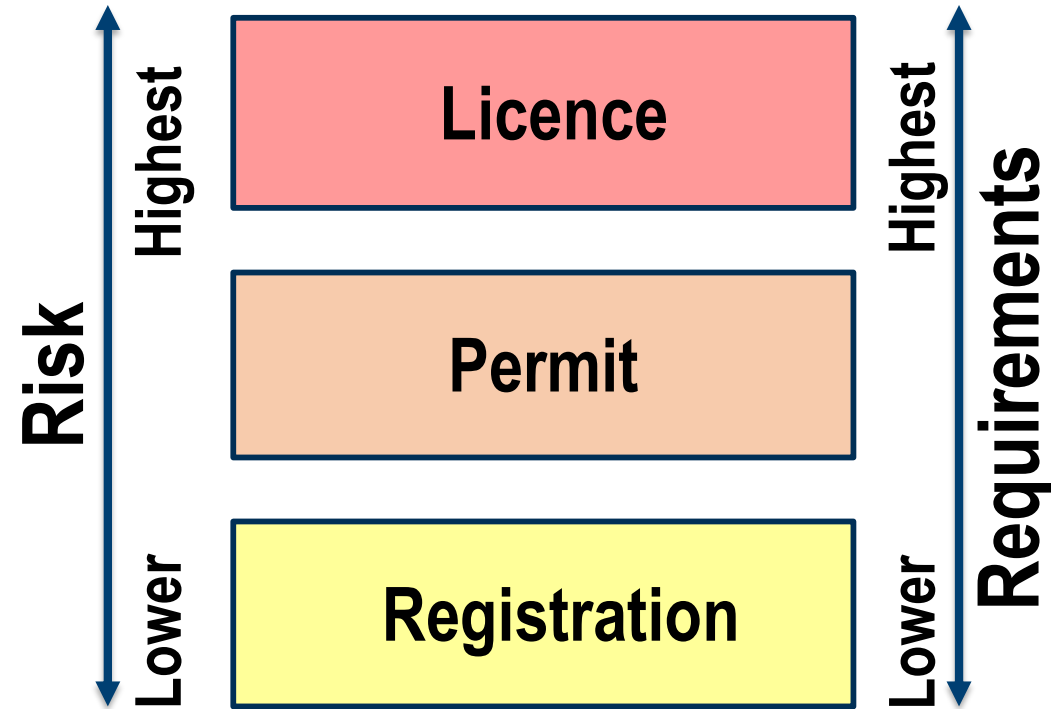 Risk
Highest
Lower
Licence
Permit
Registration
Highest
Lower
Requirements